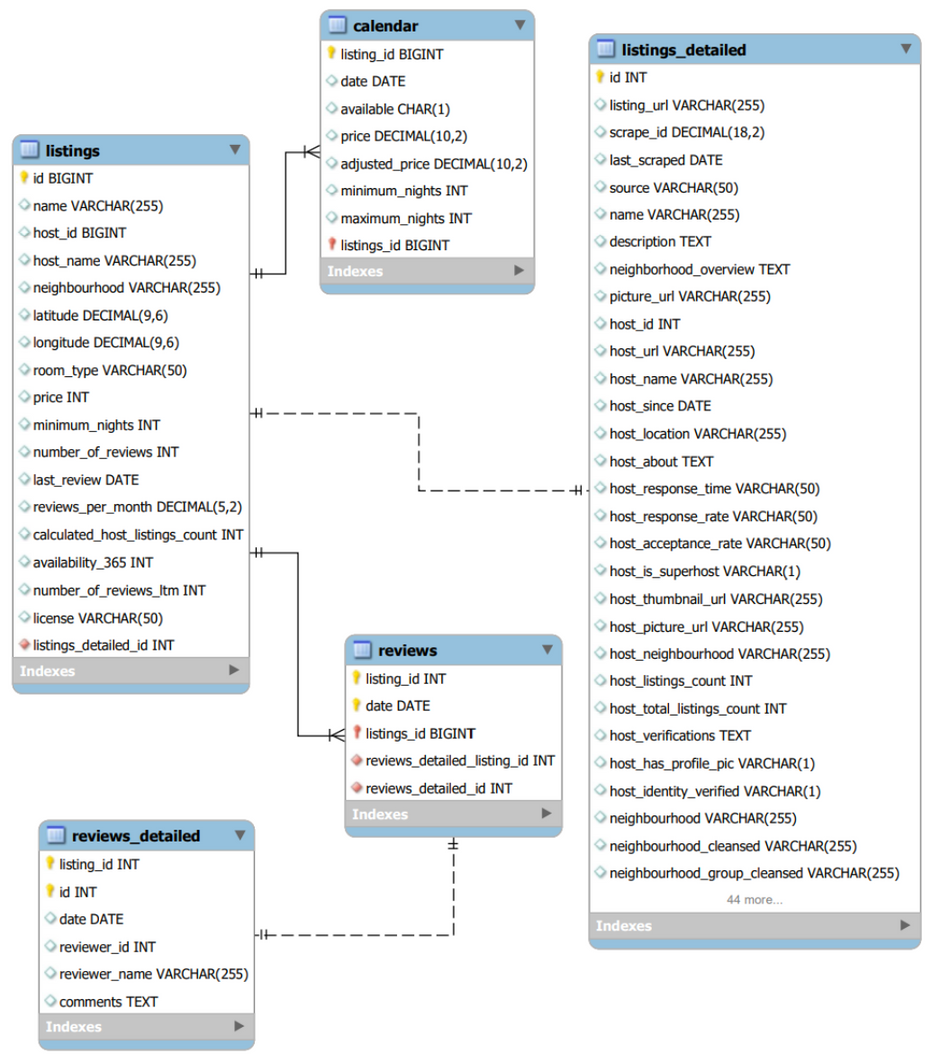 calendar
listing_id BIGINT
date DATE
available CHAR(1)
price DECIMAL(10,2)
adjusted_price DECIMAL(10,2)
minimum_nights INT
maximum_nights INT
listings_id BIGINT
Indexes
listings_detailed
id INT
listing_url VARCHAR(255)
scrape_id DECIMAL(18,2)
last_scraped DATE
source VARCHAR(50)
name VARCHAR(255)
description TEXT
neighborhood_overview TEXT
picture_url VARCHAR(255)
host_id INT
host_url VARCHAR(255)
host_name VARCHAR(255)
host_since DATE
host_location VARCHAR(255)
host_about TEXT
host_response_time VARCHAR(50)
host_response_rate VARCHAR(50)
host_acceptance_rate VARCHAR(50)
host_is_superhost VARCHAR(1)
host_thumbnail_url VARCHAR(255)
host_picture_url VARCHAR(255)
host_neighbourhood VARCHAR(255)
host_listings_count INT
host_total_listings_count INT
host_verifications TEXT
host_has_profile_pic VARCHAR(1)
host_identity_verified VARCHAR(1)
neighbourhood VARCHAR(255)
neighbourhood_cleansed VARCHAR(255)
neighbourhood_group_cleansed VARCHAR(255)
44 more...
Indexes
listings
id BIGINT
name VARCHAR(255)
host_id BIGINT
host_name VARCHAR(255)
neighbourhood VARCHAR(255)
latitude DECIMAL(9,6)
longitude DECIMAL(9,6)
room_type VARCHAR(50)
price INT
minimum_nights INT
number_of_reviews INT
last_review DATE
reviews_per_month DECIMAL(5,2)
calculated_host_listings_count INT
availability_365 INT
number_of_reviews_ltm INT
license VARCHAR(50)
listings_detailed_id INT
Indexes
reviews
listing_id INT
date DATE
listings_id BIGINT
reviews_detailed_listing_id INT
reviews_detailed_id INT
Indexes
reviews_detailed
listing_id INT
id INT
date DATE
reviewer_id INT
reviewer_name VARCHAR(255)
comments TEXT
Indexes